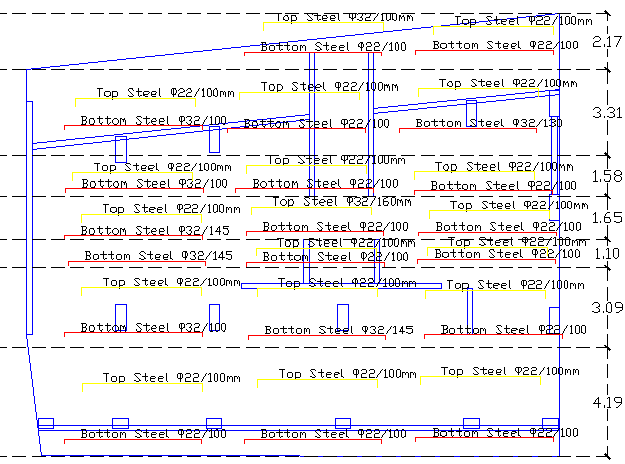 Top Steel φ32/100mm
Top Steel φ22/100mm
Bottom Steel φ22/100
Bottom Steel φ22/100
2.17
Top Steel φ22/100mm
Top Steel φ22/100mm
Top Steel φ22/100mm
3.31
Bottom Steel φ32/100
Bottom Steel φ22/100
Bottom Steel φ32/130
Top Steel φ22/100mm
Top Steel φ22/100mm
Top Steel φ22/100mm
1.58
Bottom Steel φ32/100
Bottom Steel φ22/100
Bottom Steel φ22/100
Top Steel φ22/100mm
Top Steel φ32/160mm
Top Steel φ22/100mm
1.65
Bottom Steel φ32/145
Bottom Steel φ22/100
Bottom Steel φ22/100
Top Steel φ22/100mm
Top Steel φ22/100mm
1.10
Bottom Steel φ32/145
Bottom Steel φ22/100
Bottom Steel φ22/100
Top Steel φ22/100mm
Top Steel φ22/100mm
Top Steel φ22/100mm
3.09
Bottom Steel φ32/100
Bottom Steel φ32/145
Bottom Steel φ22/100
Top Steel φ22/100mm
Top Steel φ22/100mm
Top Steel φ22/100mm
4.19
Bottom Steel φ22/100
Bottom Steel φ22/100
Bottom Steel φ22/100